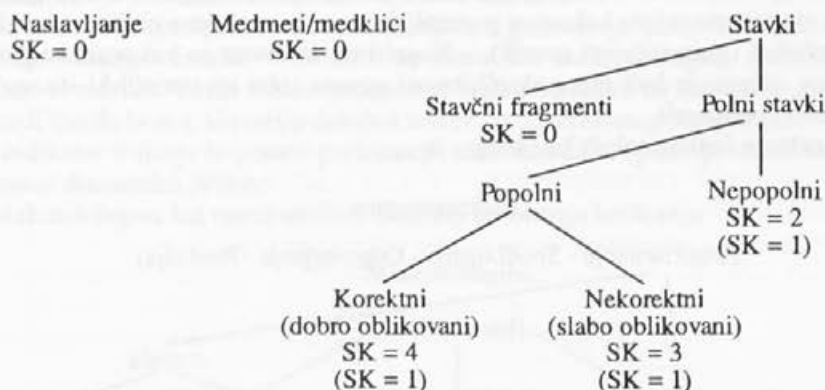 Naslavljanje Medmeti/medklici Stavki
SK = 0 SK = 0
Stavčni fragmenti Polni stavki
SK = 0
Popolni Nepopolni
SK = 2
(SK = 1)
Korektni Nekorektni
(dobro oblikovani) (slabo oblikovani)
SK = 4 SK = 3
(SK = 1) (SK = 1)